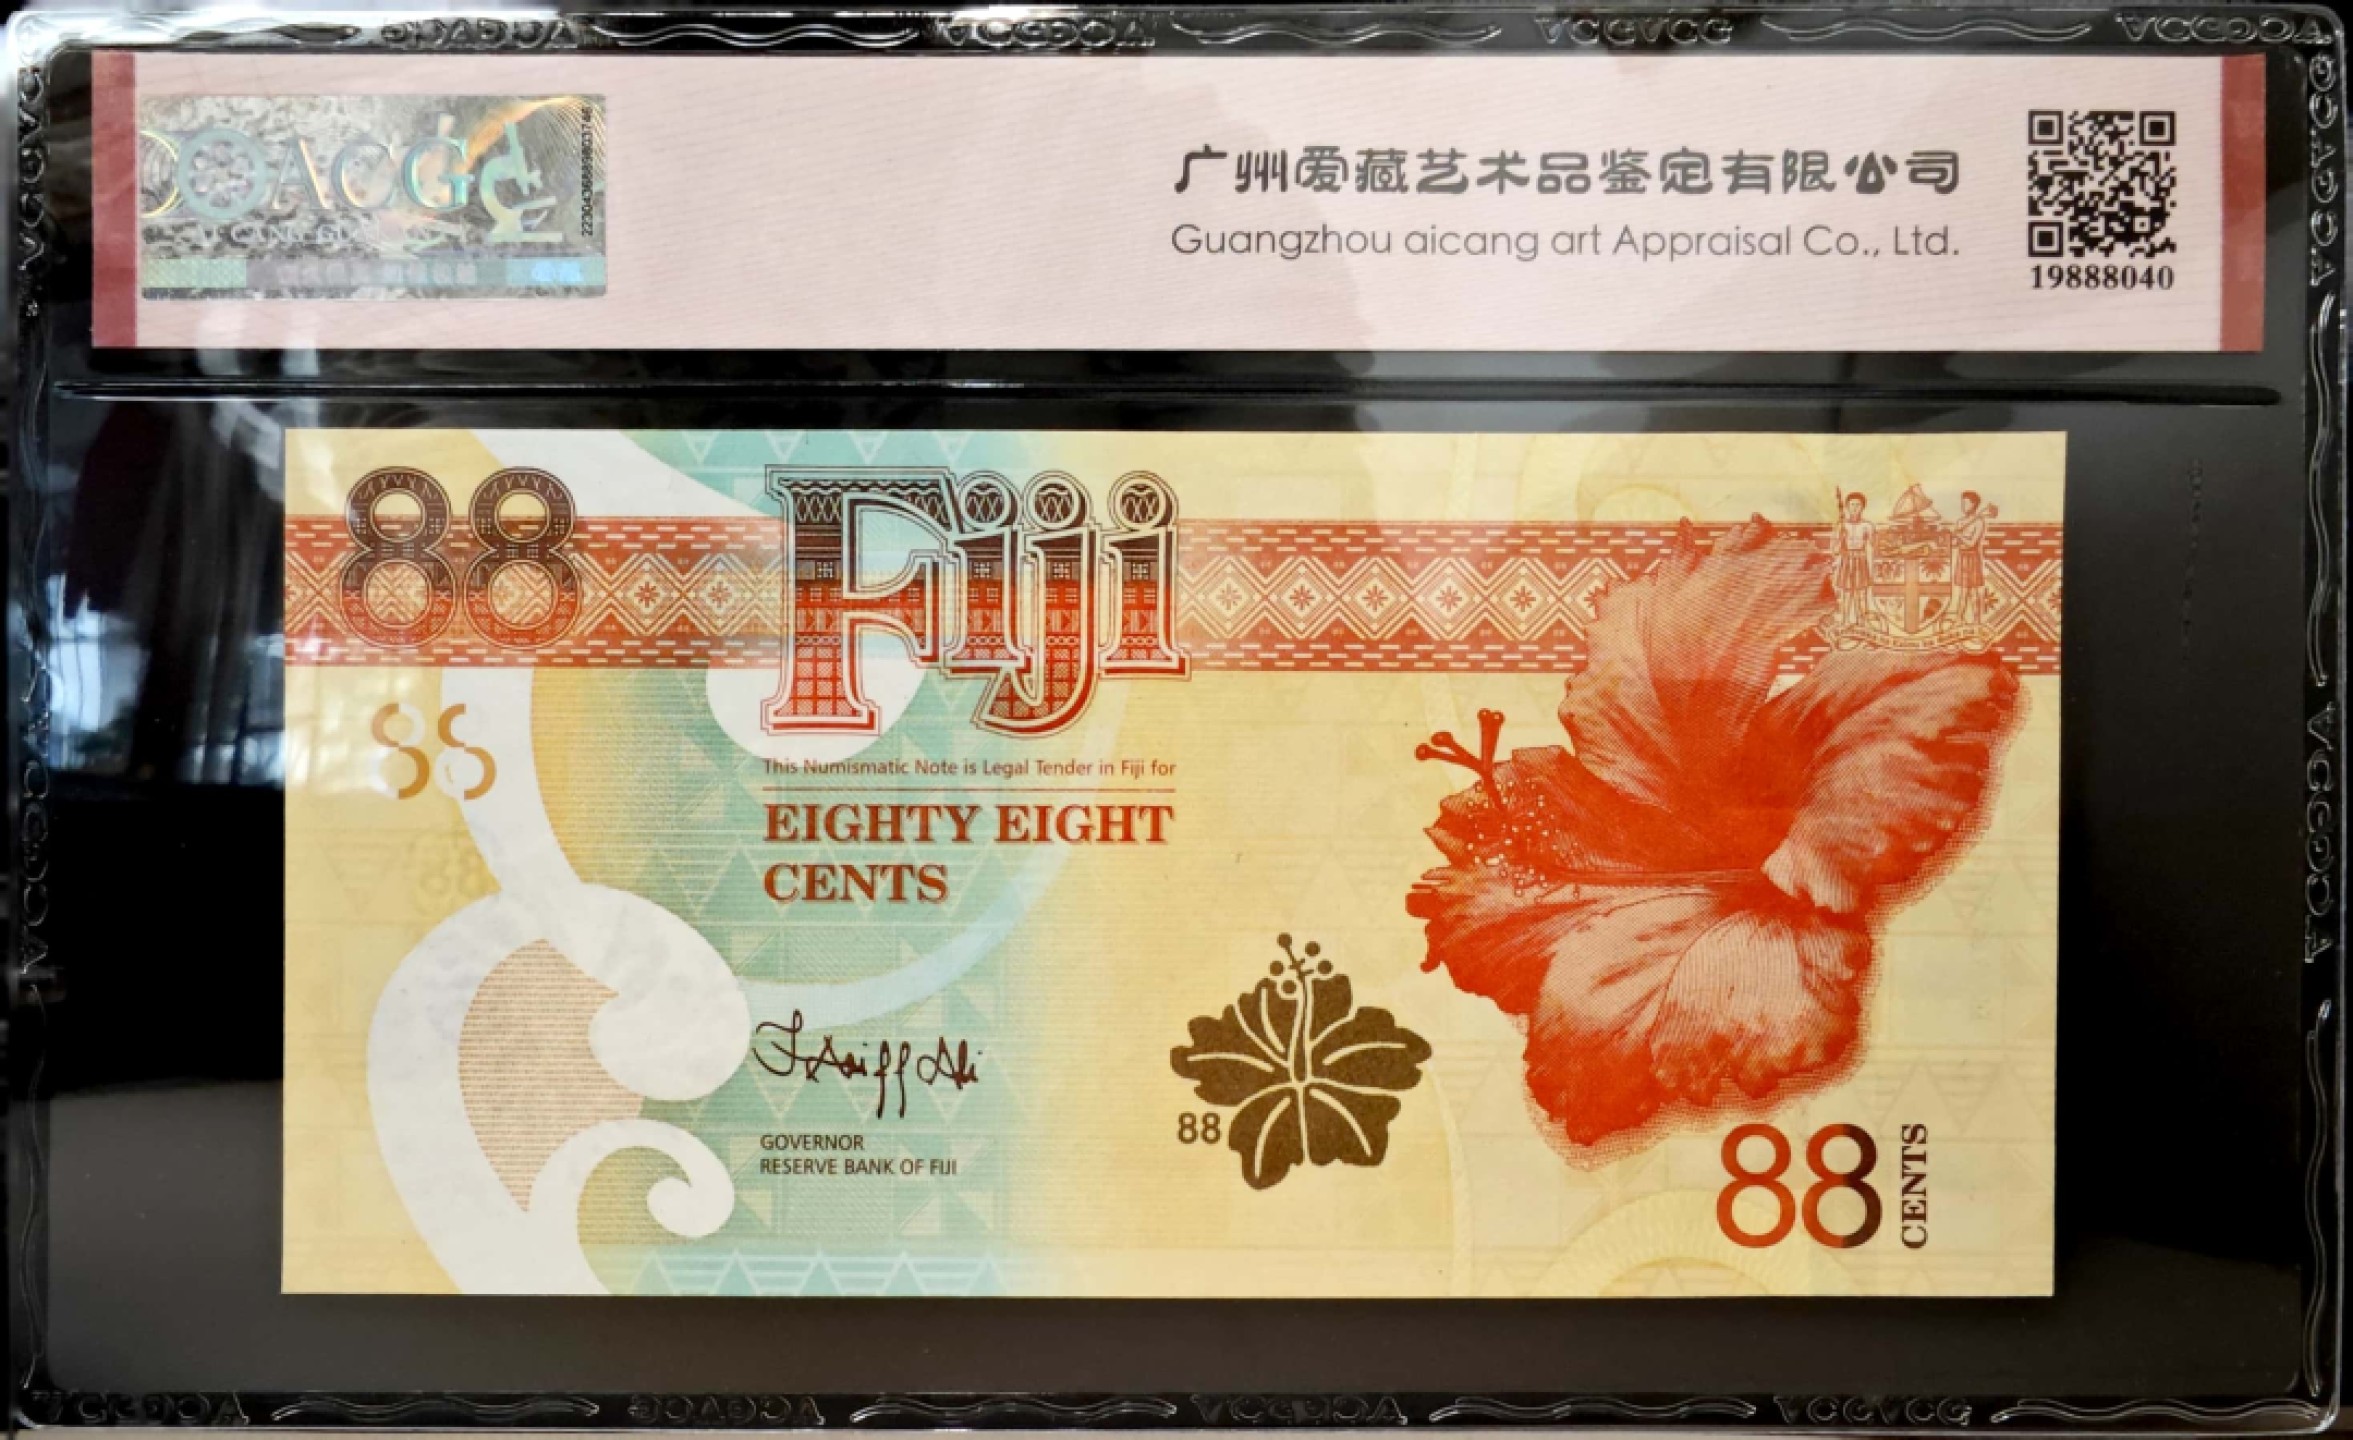 ACG
广州爱藏艺术品鉴定有限公司
Guangzhou aicang art Appraisal Co., Ltd.
19888040
88
Fiji
88
This Numismatic Note is Legal Tender in Fiji for
EIGHTY EIGHT
CENTS
GOVERNOR
RESERVE BANK OF FIJI
88
88
CENTS